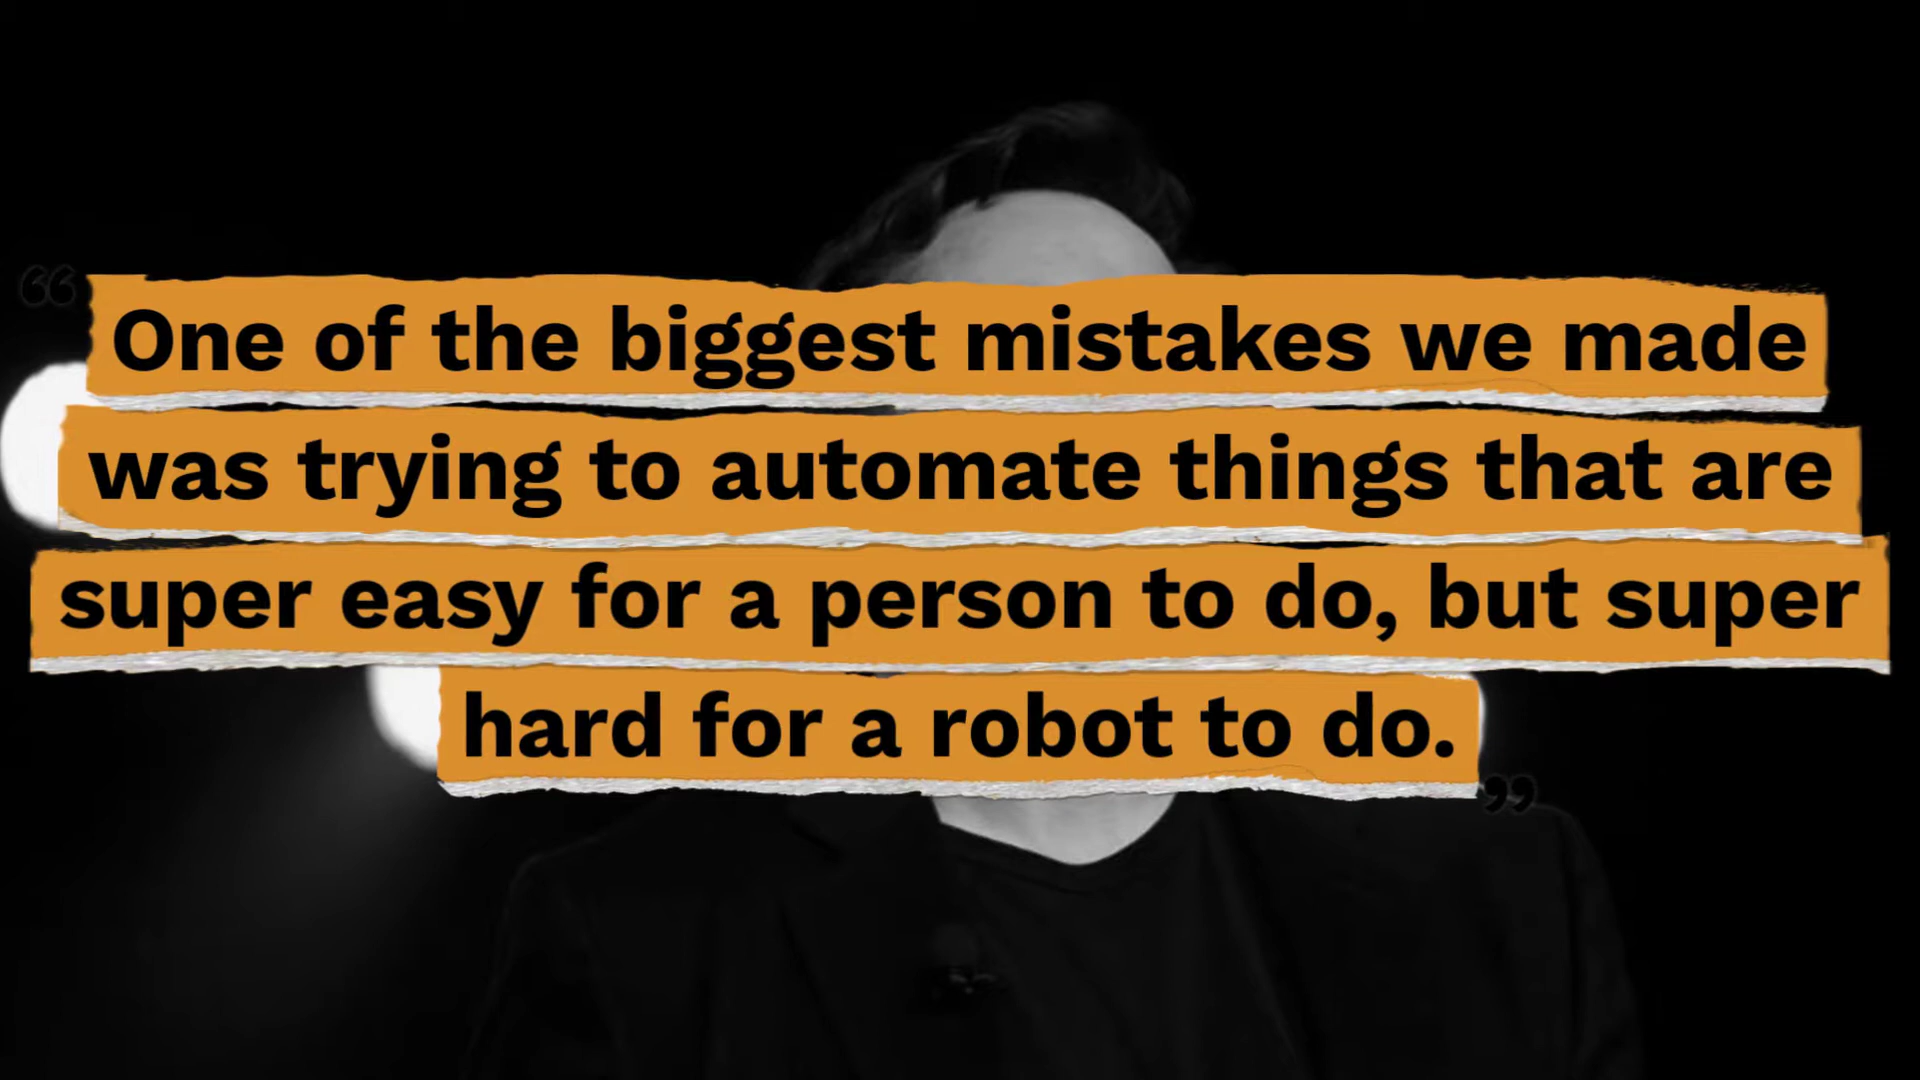 “One of the biggest mistakes we made
was trying to automate things that are
super easy for a person to do, but super
hard for a robot to do.”